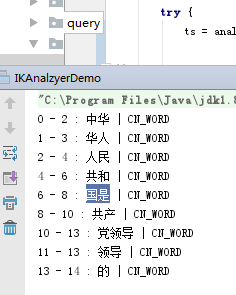 query
try {
ts = anal
IKAnalzyerDemo
"C:\Program Files\Java\jdk1.8
0 - 2 : 中华 | CN_WORD
1 - 3 : 华人 | CN_WORD
2 - 4 : 人民 | CN_WORD
4 - 6 : 共和 | CN_WORD
6 - 8 : 国是 | CN_WORD
8 - 10 : 共产 | CN_WORD
10 - 13 : 党领导 | CN_WORD
11 - 13 : 领导 | CN_WORD
13 - 14 : 的 | CN_WORD